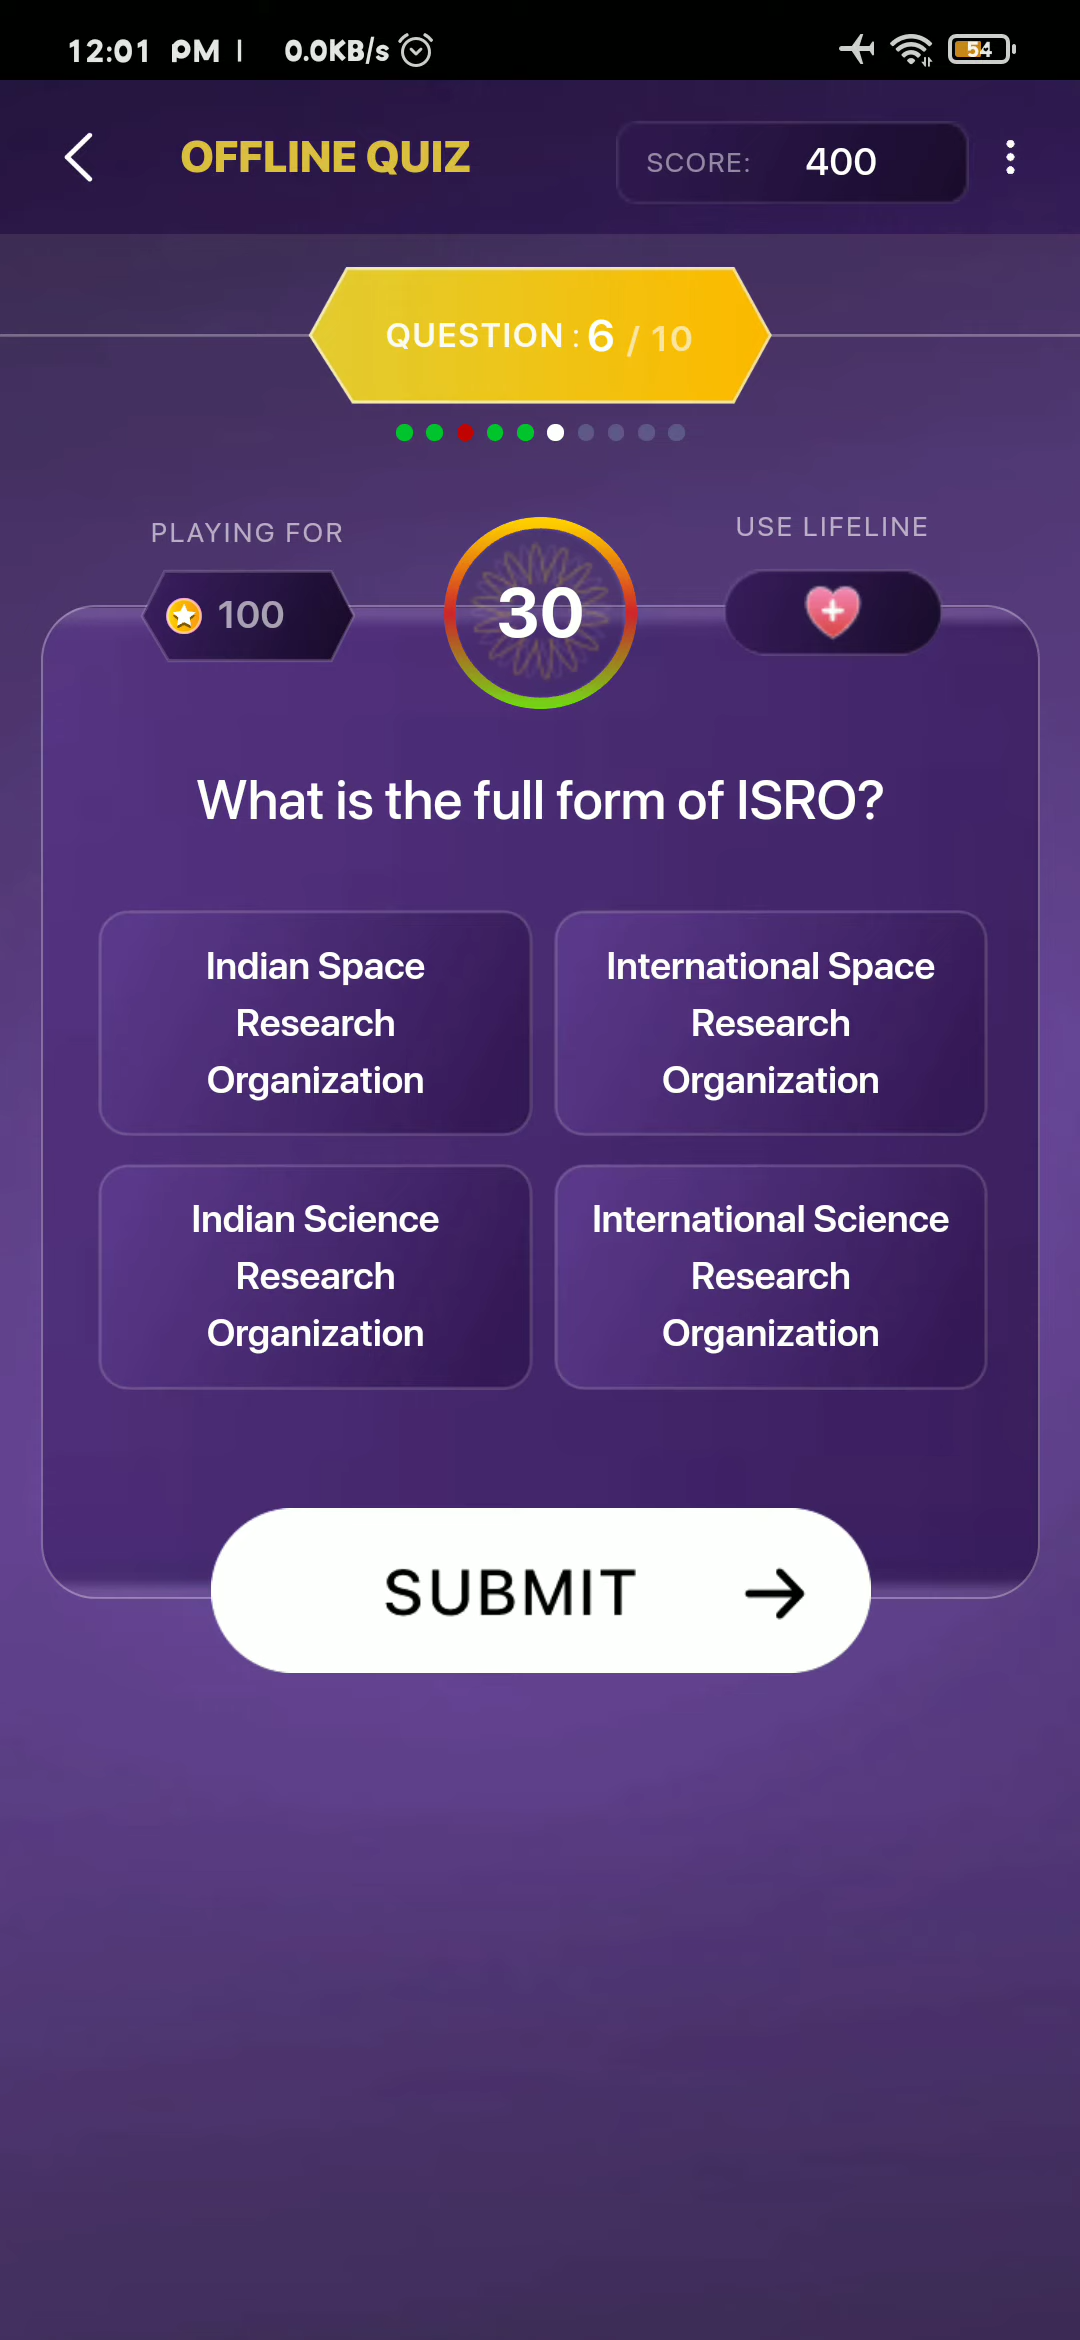 12:01 PM | 0.0KB/s 54
OFFLINE QUIZ
SCORE: 400
QUESTION : 6 / 10
PLAYING FOR
USE LIFELINE
100
30
What is the full form of ISRO?
Indian Space
Research
Organization
International Space
Research
Organization
Indian Science
Research
Organization
International Science
Research
Organization
SUBMIT